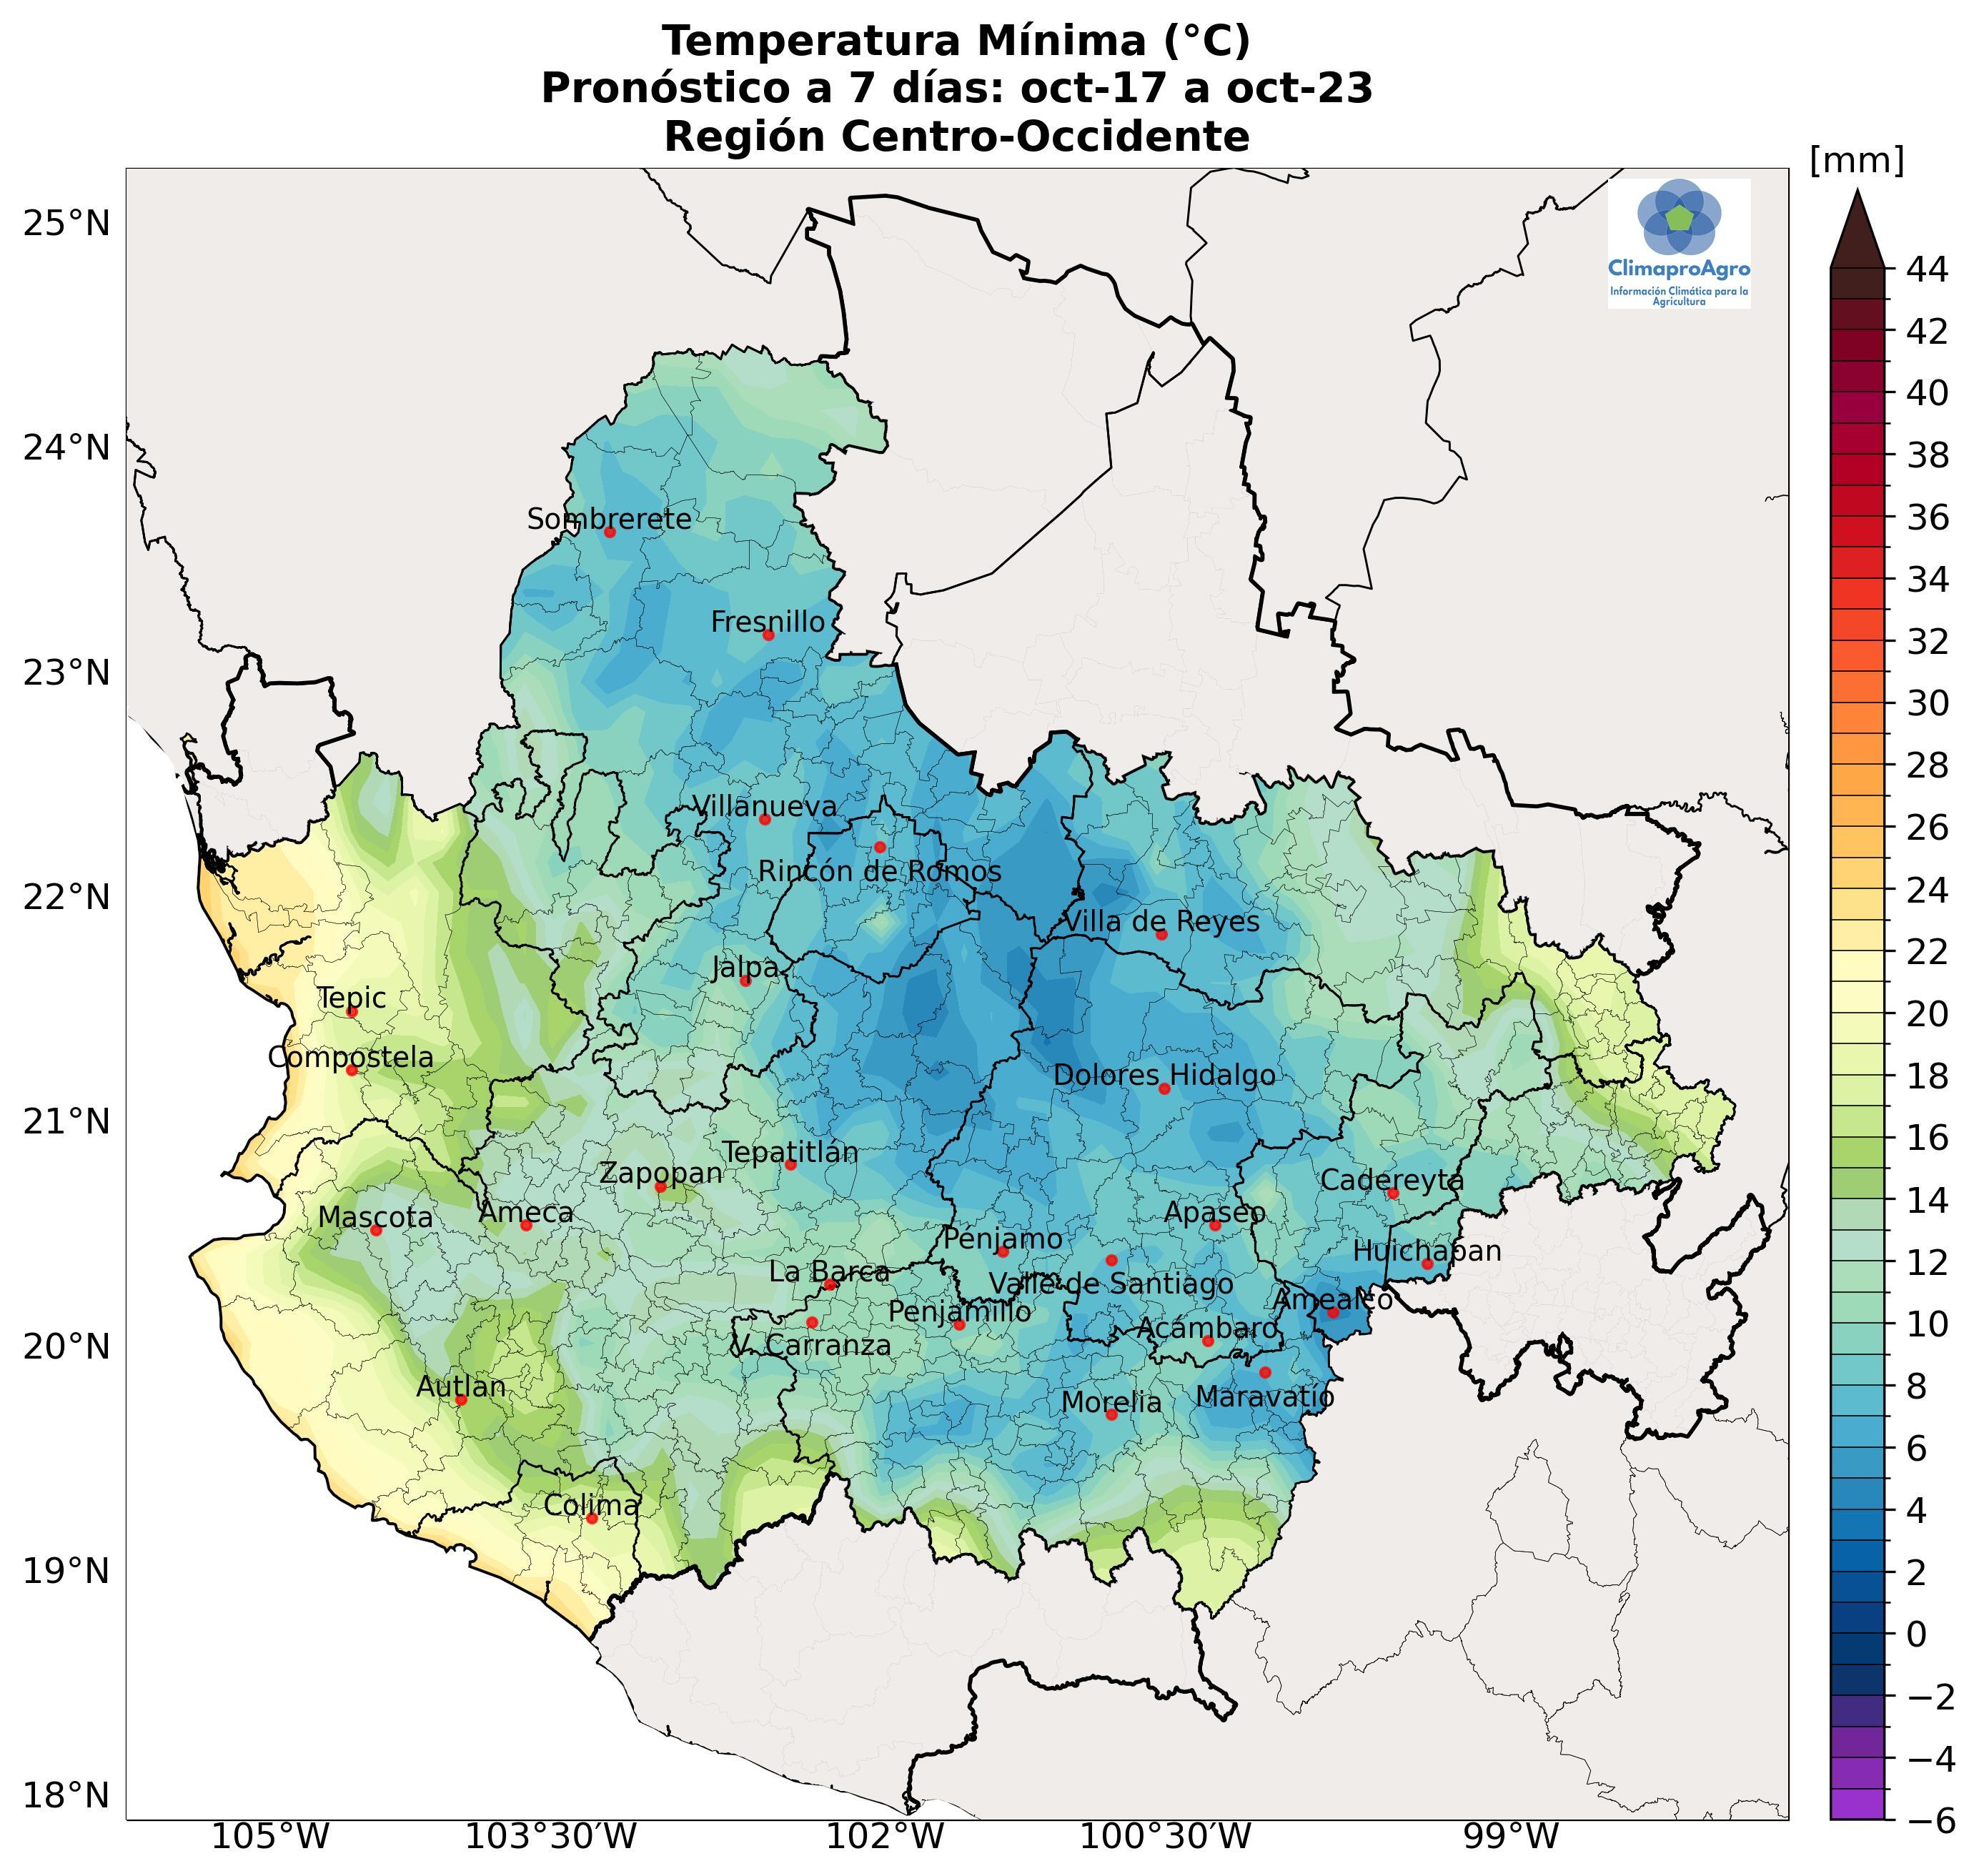 Temperatura Mínima (°C)
Pronóstico a 7 días: oct-17 a oct-23
Región Centro-Occidente
[mm]
25°N
24°N
23°N
22°N
21°N
20°N
19°N
18°N
ClimaproAgro
Información Climática para la
Agricultura
Sombrerete
Fresnillo
Villanueva
Rincón de Romos
Villa de Reyes
Jalpa
Tepic
Compostela
Dolores Hidalgo
Tepatitlán
Zapopan
Cadereyta
Mascota
Ameca
Apaseo
Pénjamo
Huichapan
La Barca
Valle de Santiago
Amealco
Penjamillo
Acámbaro
V. Carranza
Autlan
Morelia
Maravatío
Colima
44
42
40
38
36
34
32
30
28
26
24
22
20
18
16
14
12
10
8
6
4
2
0
−2
−4
−6
105°W
103°30′W
102°W
100°30′W
99°W